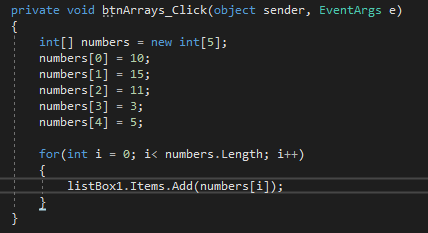 private void btnArrays_Click(object sender, EventArgs e)
{
int[] numbers = new int[5];
numbers[0] = 10;
numbers[1] = 15;
numbers[2] = 11;
numbers[3] = 3;
numbers[4] = 5;
for(int i = 0; i< numbers.Length; i++)
{
listBox1.Items.Add(numbers[i]);
}
}